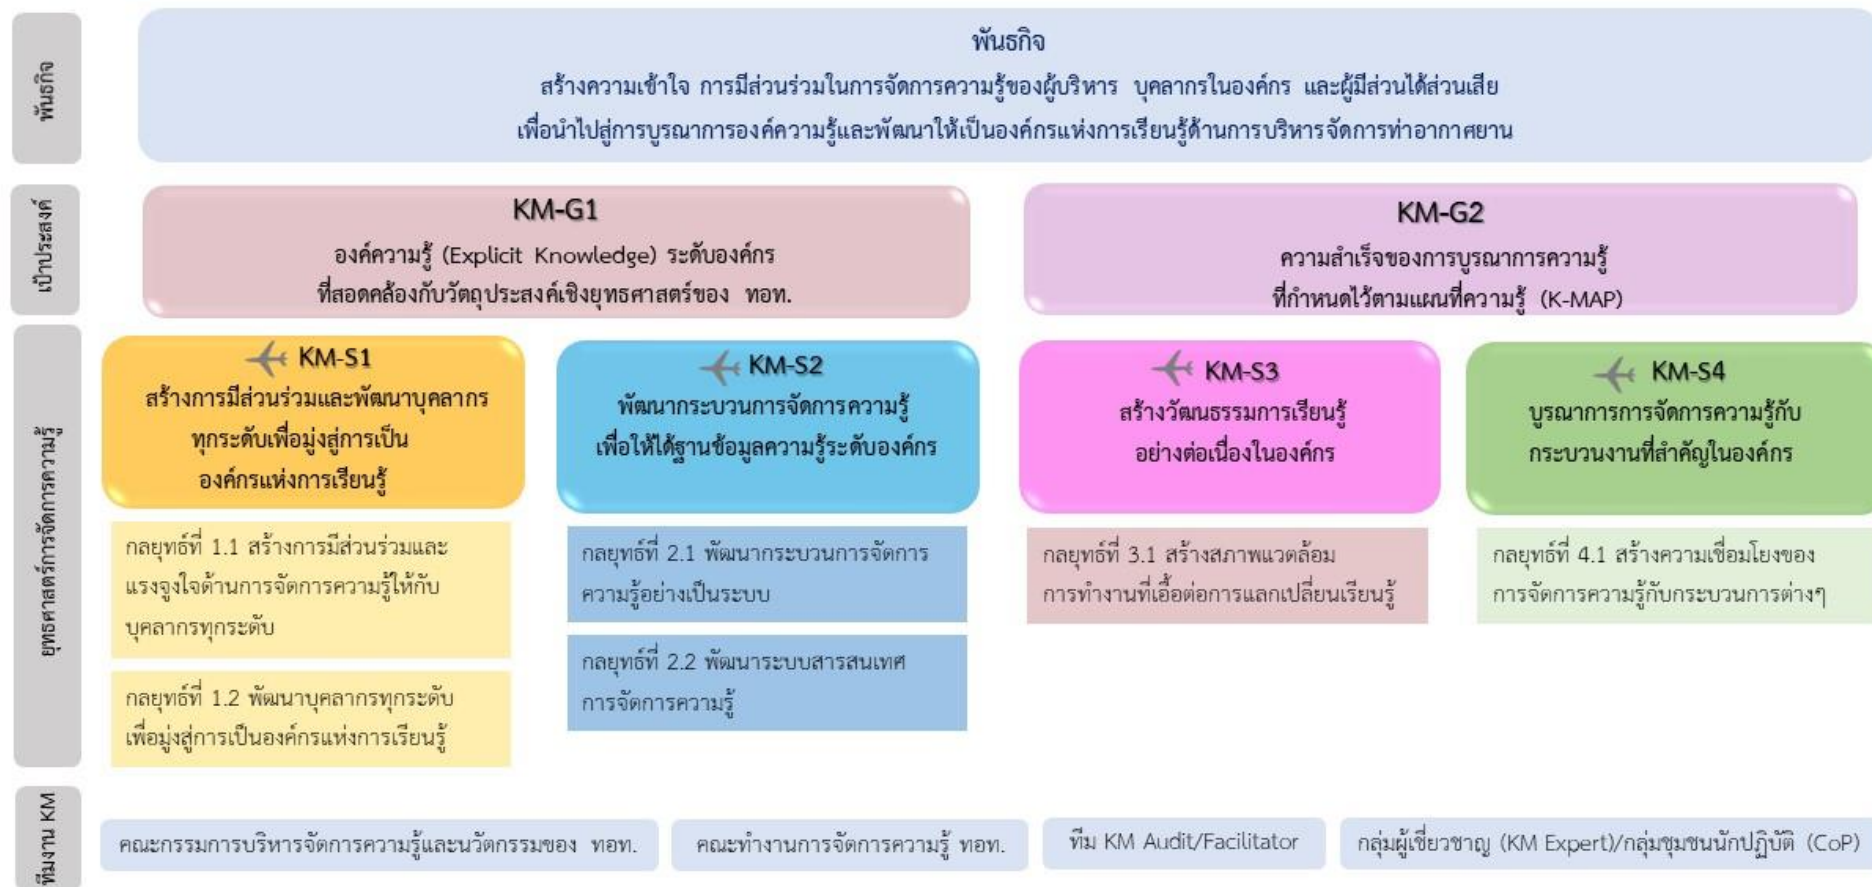 พันธกิจ
พันธกิจ
สร้างความเข้าใจ การมีส่วนร่วมในการจัดการความรู้ของผู้บริหาร บุคลากรในองค์กร และผู้มีส่วนได้ส่วนเสีย
เพื่อนำไปสู่การบูรณาการองค์ความรู้และพัฒนาให้เป็นองค์กรแห่งการเรียนรู้ด้านการบริหารจัดการท่าอากาศยาน
เป้าประสงค์
KM-G1
องค์ความรู้ (Explicit Knowledge) ระดับองค์กร
ที่สอดคล้องกับวัตถุประสงค์เชิงยุทธศาสตร์ของ ทอท.
KM-G2
ความสำเร็จของการบูรณาการความรู้
ที่กำหนดไว้ตามแผนที่ความรู้ (K-MAP)
ยุทธศาสตร์การจัดการความรู้
KM-S1
สร้างการมีส่วนร่วมและพัฒนาบุคลากร
ทุกระดับเพื่อมุ่งสู่การเป็น
องค์กรแห่งการเรียนรู้
กลยุทธ์ที่ 1.1 สร้างการมีส่วนร่วมและ
แรงจูงใจด้านการจัดการความรู้ให้กับ
บุคลากรทุกระดับ
กลยุทธ์ที่ 1.2 พัฒนาบุคลากรทุกระดับ
เพื่อมุ่งสู่การเป็นองค์กรแห่งการเรียนรู้
KM-S2
พัฒนากระบวนการจัดการความรู้
เพื่อให้ได้ฐานข้อมูลความรู้ระดับองค์กร
กลยุทธ์ที่ 2.1 พัฒนากระบวนการจัดการ
ความรู้อย่างเป็นระบบ
กลยุทธ์ที่ 2.2 พัฒนาระบบสารสนเทศ
การจัดการความรู้
KM-S3
สร้างวัฒนธรรมการเรียนรู้
อย่างต่อเนื่องในองค์กร
กลยุทธ์ที่ 3.1 สร้างสภาพแวดล้อม
การทำงานที่เอื้อต่อการแลกเปลี่ยนเรียนรู้
KM-S4
บูรณาการการจัดการความรู้กับ
กระบวนงานที่สำคัญในองค์กร
กลยุทธ์ที่ 4.1 สร้างความเชื่อมโยงของ
การจัดการความรู้กับกระบวนการต่างๆ
ทีมงาน KM
คณะกรรมการบริหารจัดการความรู้และนวัตกรรมของ ทอท.
คณะทำงานการจัดการความรู้ ทอท.
ทีม KM Audit/Facilitator
กลุ่มผู้เชี่ยวชาญ (KM Expert)/กลุ่มชุมชนนักปฏิบัติ (CoP)